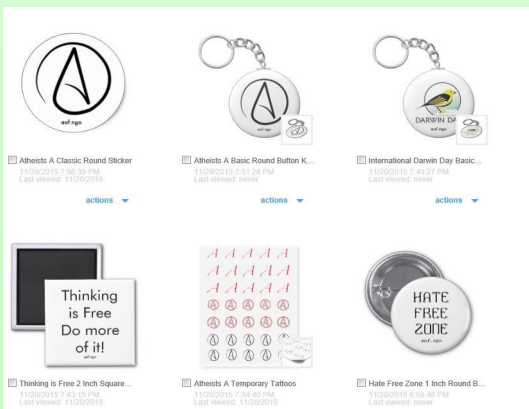 aof.ngo
aof.ngo
DARWIN DA
aof.ngo
Atheists A Classic Round Sticker
11/20/2015 7:58:38 PM
Last viewed: 11/20/2015
Atheists A Basic Round Button K...
11/20/2015 7:51:26 PM
Last viewed: never
International Darwin Day Basic...
11/20/2015 7:49:27 PM
Last viewed: never
actions
actions
actions
Thinking
is Free
Do more
of it!
aof.ngo
HATE
FREE
ZONE
aof.ngo
Thinking is Free 2 Inch Square...
11/20/2015 7:43:19 PM
Last viewed: 11/20/2015
Atheists A Temporary Tattoos
11/20/2015 7:34:40 PM
Last viewed: 11/20/2015
Hate Free Zone 1 Inch Round B...
11/20/2015 6:59:46 PM
Last viewed: never